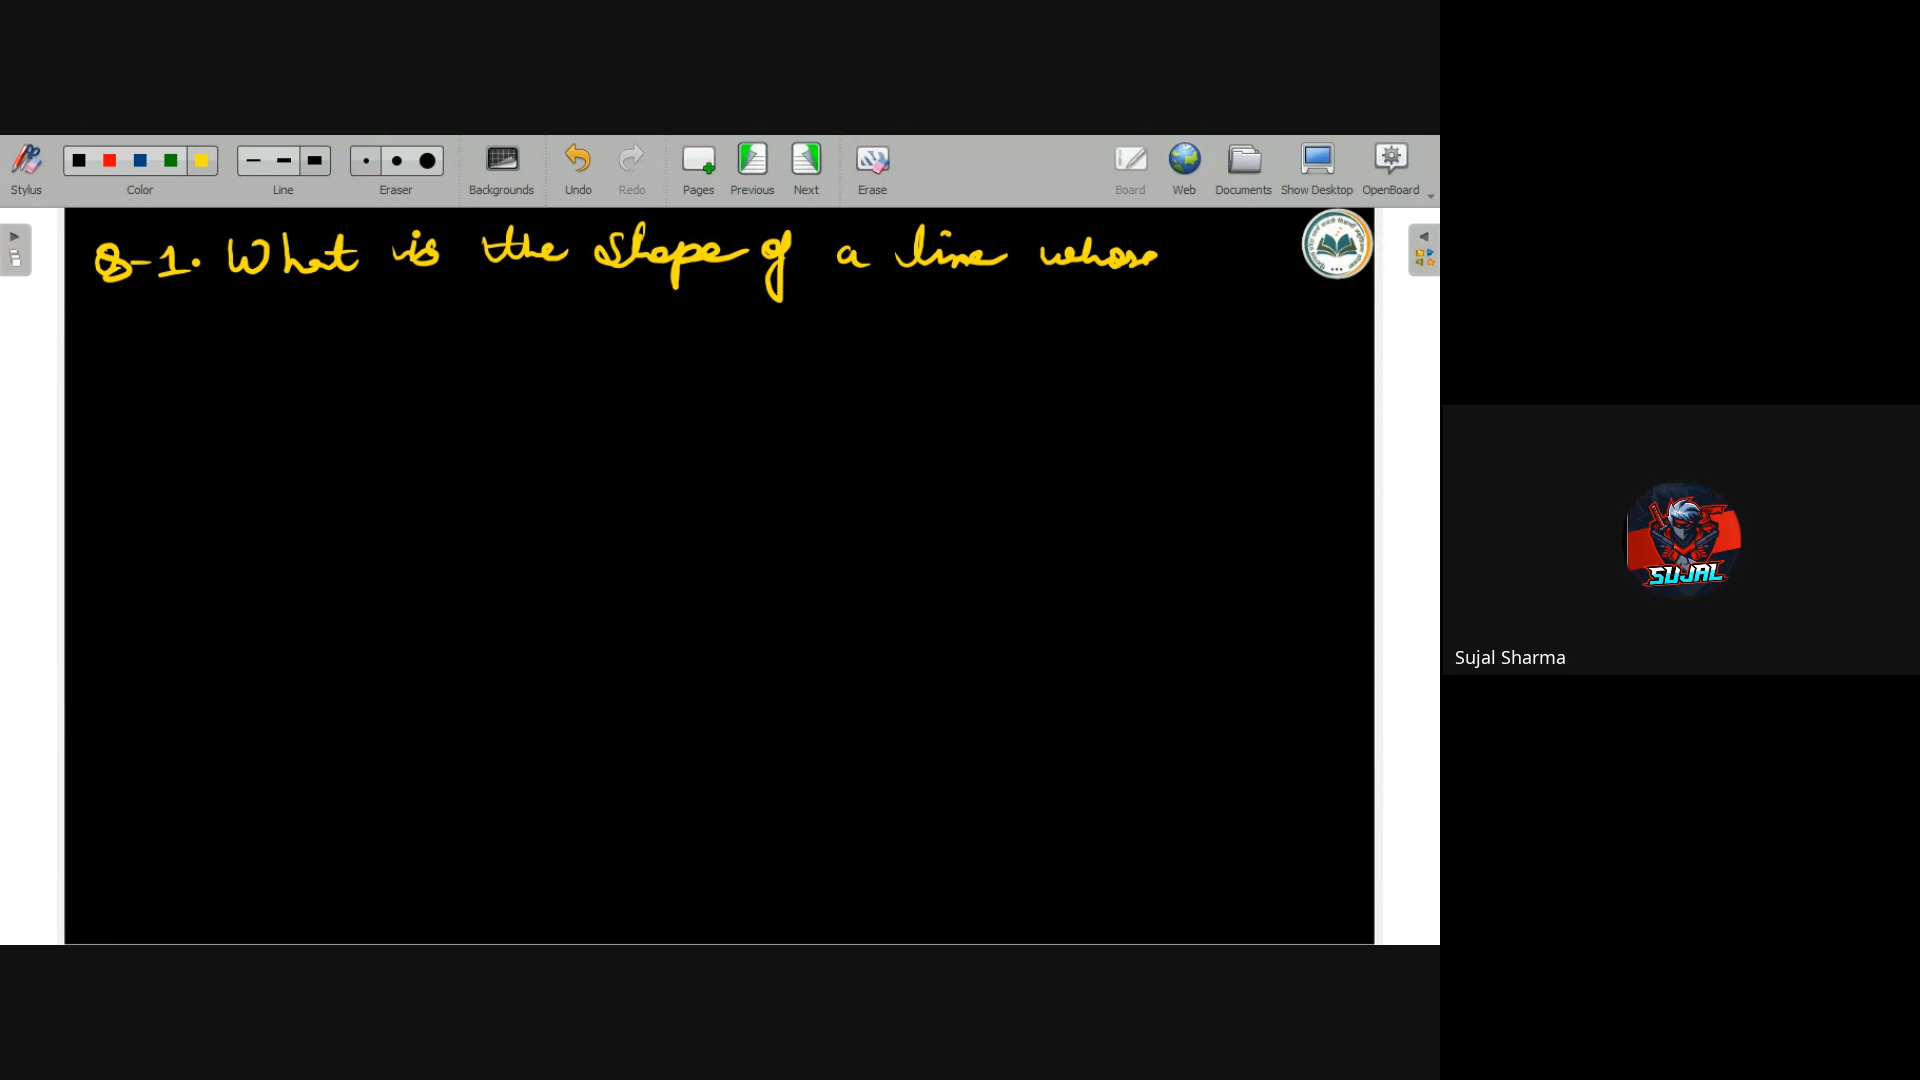 Stylus
Color
Line
Eraser
Backgrounds
Undo
Redo
Pages
Previous
Next
Erase
Board
Web
Documents
Show Desktop
OpenBoard
Q-1. What is the shape of a line whose
SUJAL
Sujal Sharma